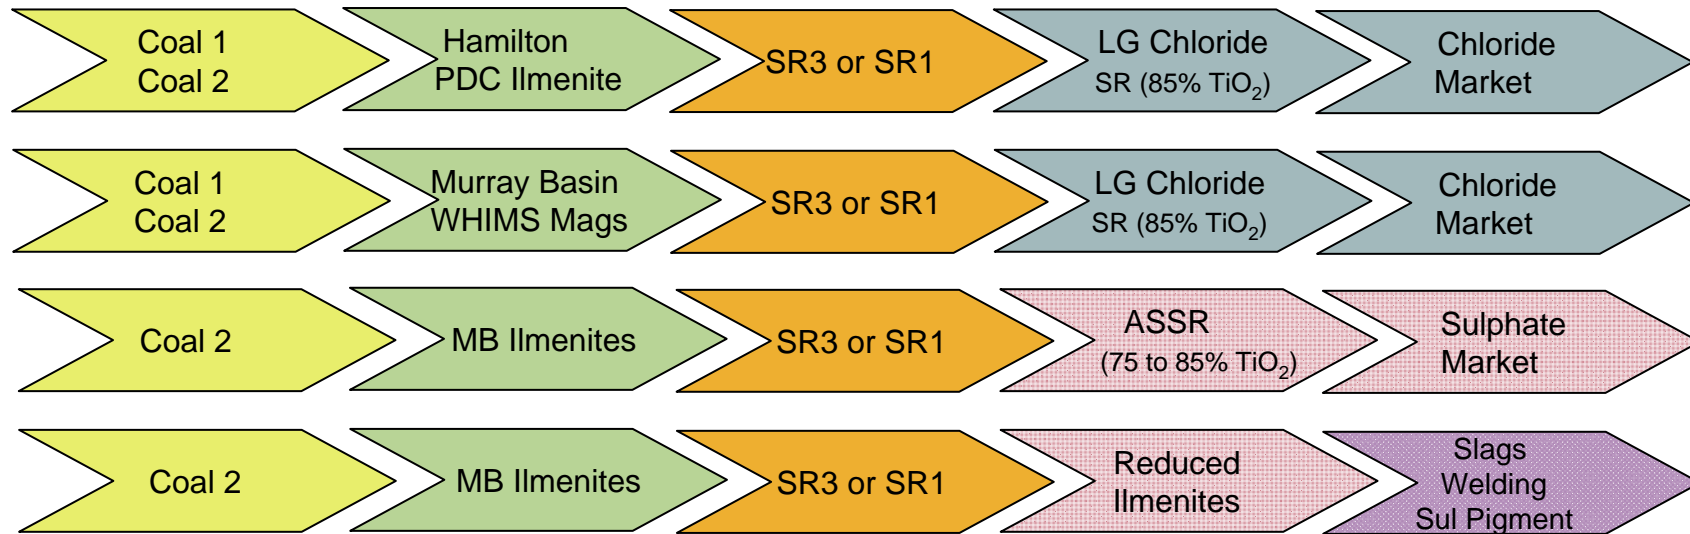 Coal 1
Coal 2
Hamilton
PDC Ilmenite
SR3 or SR1
LG Chloride
SR (85% TiO₂)
Chloride
Market
Coal 1
Coal 2
Murray Basin
WHIMS Mags
SR3 or SR1
LG Chloride
SR (85% TiO₂)
Chloride
Market
Coal 2
MB Ilmenites
SR3 or SR1
ASSR
(75 to 85% TiO₂)
Sulphate
Market
Coal 2
MB Ilmenites
SR3 or SR1
Reduced
Ilmenites
Slags
Welding
Sul Pigment